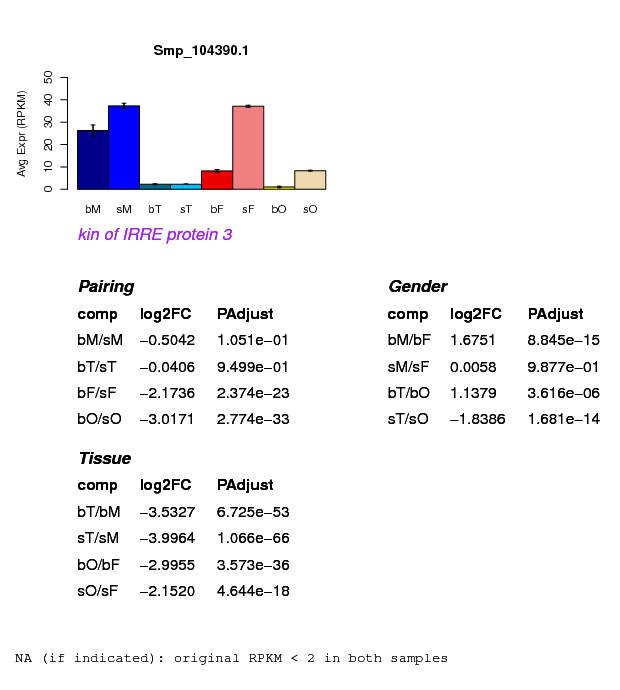 Smp_104390.1
Avg Expr (RPKM)
50
40
30
20
10
0
bM sM bT sT bF sF bO sO
kin of IRRE protein 3
Pairing
comp log2FC PAdjust
bM/sM −0.5042 1.051e−01
bT/sT −0.0406 9.499e−01
bF/sF −2.1736 2.374e−23
bO/sO −3.0171 2.774e−33
Gender
comp log2FC PAdjust
bM/bF 1.6751 8.845e−15
sM/sF 0.0058 9.877e−01
bT/bO 1.1379 3.616e−06
sT/sO −1.8386 1.681e−14
Tissue
comp log2FC PAdjust
bT/bM −3.5327 6.725e−53
sT/sM −3.9964 1.066e−66
bO/bF −2.9955 3.573e−36
sO/sF −2.1520 4.644e−18
NA (if indicated): original RPKM < 2 in both samples